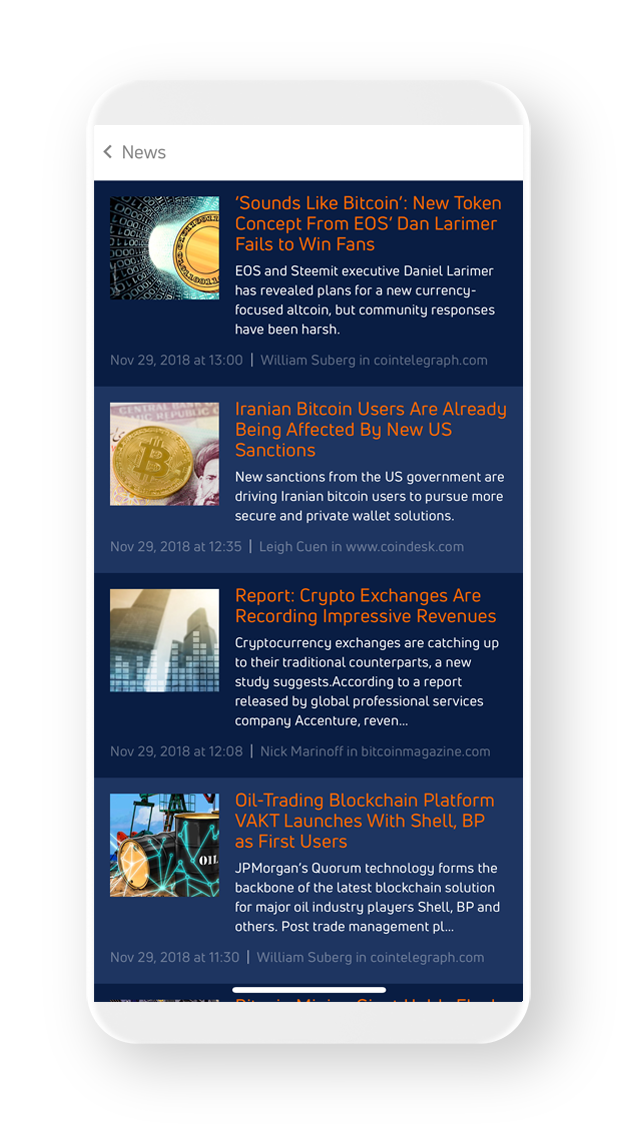 News
‘Sounds Like Bitcoin’: New Token
Concept From EOS’ Dan Larimer
Fails to Win Fans
EOS and Steemit executive Daniel Larimer
has revealed plans for a new currency-
focused altcoin, but community responses
have been harsh.
Nov 29, 2018 at 13:00 | William Suberg in cointelegraph.com
Iranian Bitcoin Users Are Already
Being Affected By New US
Sanctions
New sanctions from the US government are
driving Iranian bitcoin users to pursue more
secure and private wallet solutions.
Nov 29, 2018 at 12:35 | Leigh Cuen in www.coindesk.com
Report: Crypto Exchanges Are
Recording Impressive Revenues
Cryptocurrency exchanges are catching up
to their traditional counterparts, a new
study suggests.According to a report
released by global professional services
company Accenture, reven...
Nov 29, 2018 at 12:08 | Nick Marinoff in bitcoinmagazine.com
Oil-Trading Blockchain Platform
VAKT Launches With Shell, BP
as First Users
OIL
JPMorgan’s Quorum technology forms the
backbone of the latest blockchain solution
for major oil industry players Shell, BP and
others. Post trade management pl...
Nov 29, 2018 at 11:30 | William Suberg in cointelegraph.com